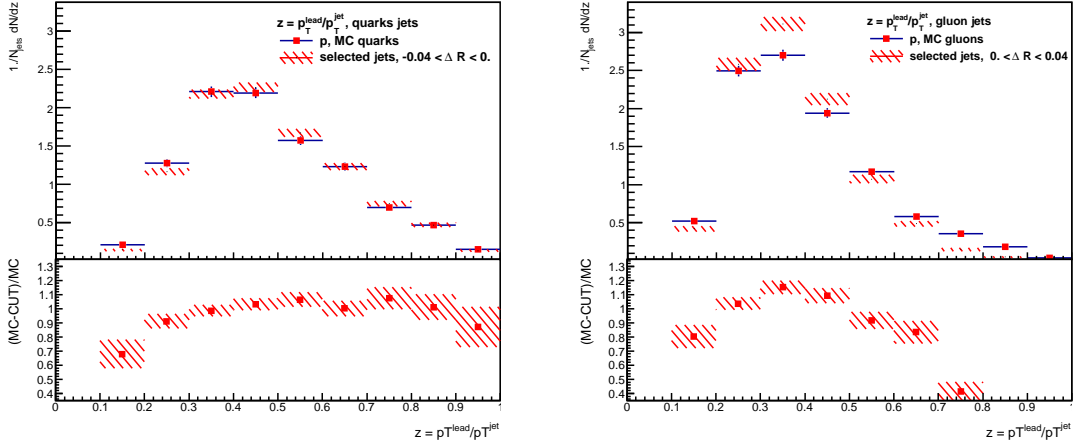 z = p_T^lead/p_T^jet, quarks jets
p, MC quarks
selected jets, -0.04 < Δ R < 0.
1./N_jets dN/dz
3
2.5
2
1.5
1
0.5
(MC-CUT)/MC
1.3
1.2
1.1
1
0.9
0.8
0.7
0.6
0.5
0.4
0 0.1 0.2 0.3 0.4 0.5 0.6 0.7 0.8 0.9 1
z = pT^lead/pT^jet
z = p_T^lead/p_T^jet, gluon jets
p, MC gluons
selected jets, 0. < Δ R < 0.04
1./N_jets dN/dz
3
2.5
2
1.5
1
0.5
(MC-CUT)/MC
1.3
1.2
1.1
1
0.9
0.8
0.7
0.6
0.5
0.4
0 0.1 0.2 0.3 0.4 0.5 0.6 0.7 0.8 0.9 1
z = pT^lead/pT^jet